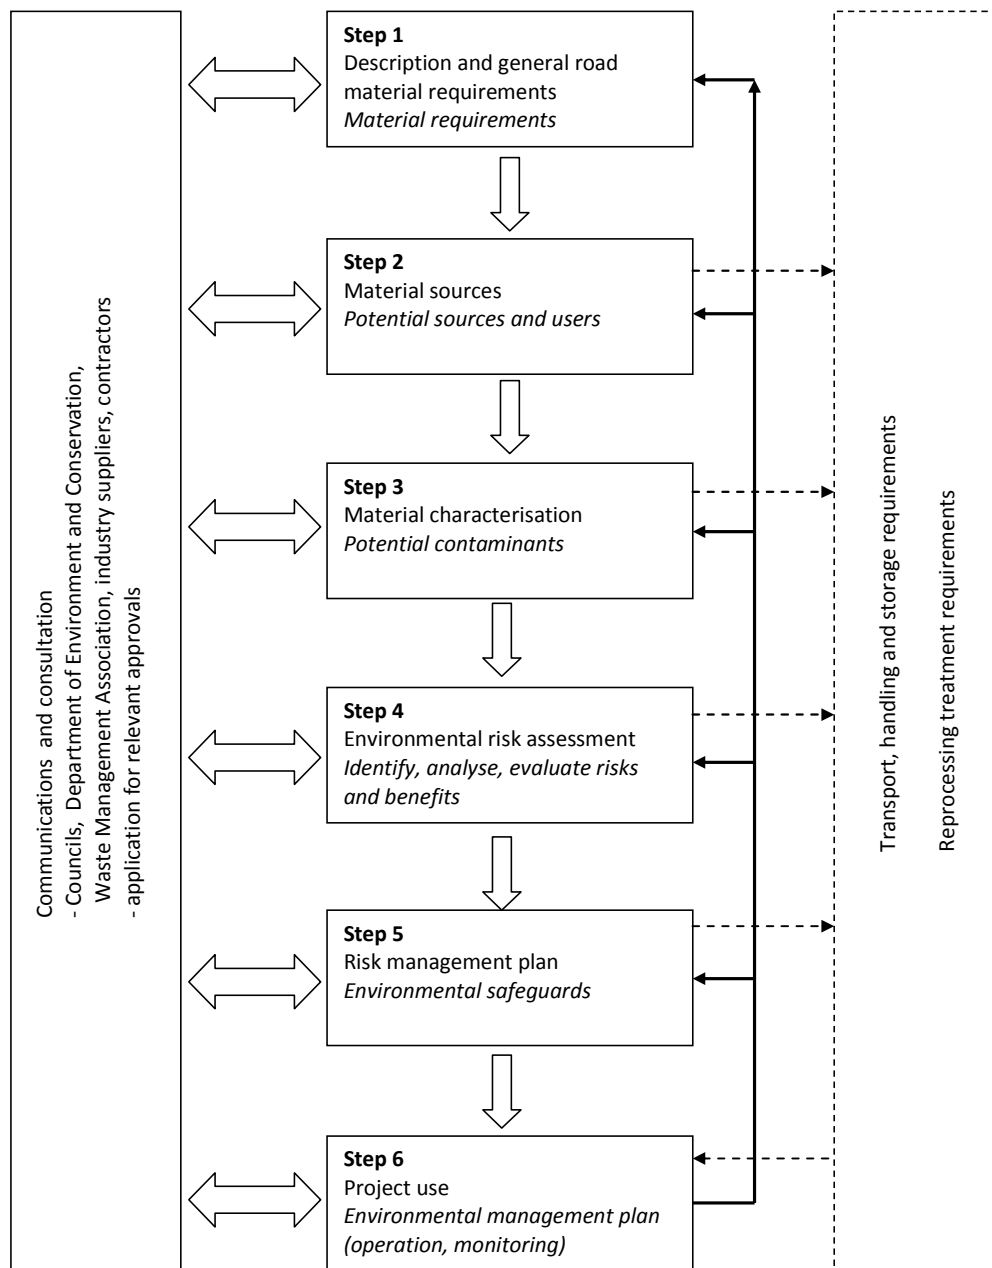 Communications and consultation
- Councils, Department of Environment and Conservation,
Waste Management Association, industry suppliers, contractors
- application for relevant approvals
Step 1
Description and general road
material requirements
Material requirements
Step 2
Material sources
Potential sources and users
Step 3
Material characterisation
Potential contaminants
Step 4
Environmental risk assessment
Identify, analyse, evaluate risks
and benefits
Step 5
Risk management plan
Environmental safeguards
Step 6
Project use
Environmental management plan
(operation, monitoring)
Transport, handling and storage requirements
Reprocessing treatment requirements